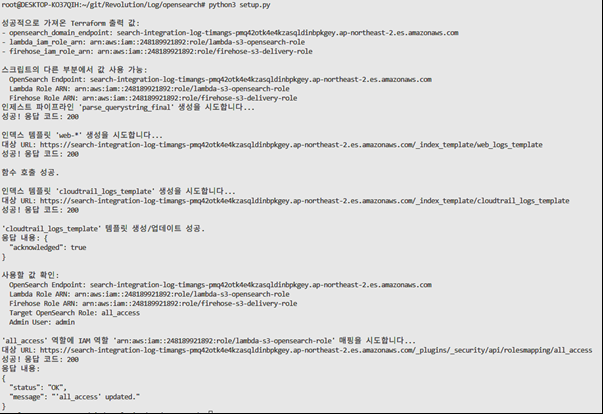 root@DESKTOP-KO37QIH:~/git/Revolution/Log/opensearch# python3 setup.py
성공적으로 가져온 Terraform 출력 값:
- opensearch_domain_endpoint: search-integration-log-timangs-pmq42otk4e4kzasqldinbpkgey.ap-northeast-2.es.amazonaws.com
- lambda_iam_role_arn: arn:aws:iam::248189921892:role/lambda-s3-opensearch-role
- firehose_iam_role_arn: arn:aws:iam::248189921892:role/firehose-s3-delivery-role
스크립트의 다른 부분에서 값 사용 가능:
OpenSearch Endpoint: search-integration-log-timangs-pmq42otk4e4kzasqldinbpkgey.ap-northeast-2.es.amazonaws.com
Lambda Role ARN: arn:aws:iam::248189921892:role/lambda-s3-opensearch-role
Firehose Role ARN: arn:aws:iam::248189921892:role/firehose-s3-delivery-role
인제스트 파이프라인 'parse_querystring_final' 생성을 시도합니다...
성공! 응답 코드: 200
인덱스 템플릿 'web-*' 생성을 시도합니다...
대상 URL: https://search-integration-log-timangs-pmq42otk4e4kzasqldinbpkgey.ap-northeast-2.es.amazonaws.com/_index_template/web_logs_template
성공! 응답 코드: 200
함수 호출 성공.
인덱스 템플릿 'cloudtrail_logs_template' 생성을 시도합니다...
대상 URL: https://search-integration-log-timangs-pmq42otk4e4kzasqldinbpkgey.ap-northeast-2.es.amazonaws.com/_index_template/cloudtrail_logs_template
성공! 응답 코드: 200
'cloudtrail_logs_template' 템플릿 생성/업데이트 성공.
응답 내용: {
"acknowledged": true
}
사용할 값 확인:
OpenSearch Endpoint: search-integration-log-timangs-pmq42otk4e4kzasqldinbpkgey.ap-northeast-2.es.amazonaws.com
Lambda Role ARN: arn:aws:iam::248189921892:role/lambda-s3-opensearch-role
Firehose Role ARN: arn:aws:iam::248189921892:role/firehose-s3-delivery-role
Target OpenSearch Role: all_access
Admin User: admin
'all_access' 역할에 IAM 역할 'arn:aws:iam::248189921892:role/lambda-s3-opensearch-role' 매핑을 시도합니다...
대상 URL: https://search-integration-log-timangs-pmq42otk4e4kzasqldinbpkgey.ap-northeast-2.es.amazonaws.com/_plugins/_security/api/rolesmapping/all_access
성공! 응답 코드: 200
응답 내용:
{
"status": "OK",
"message": "'all_access' updated."
}